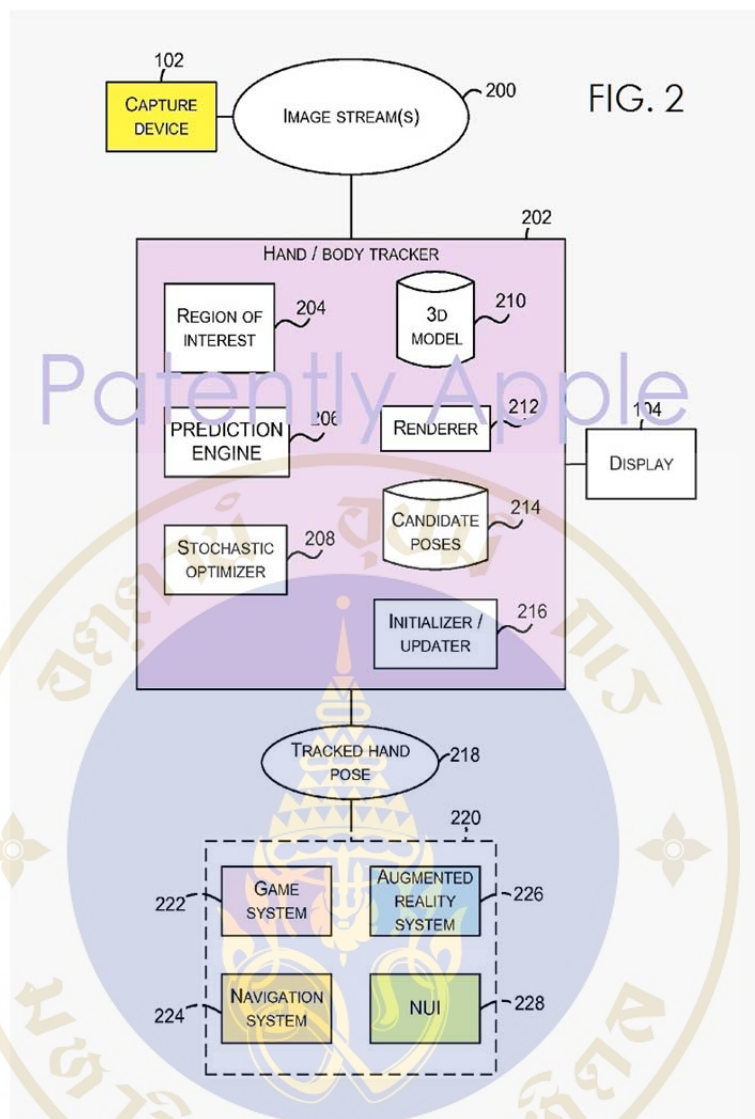 FIG. 2
102
CAPTURE
DEVICE
IMAGE STREAM(S)
200
202
HAND / BODY TRACKER
REGION OF
INTEREST
204
3D
MODEL
210
Patently Apple
PREDICTION
ENGINE
206
RENDERER
212
104
DISPLAY
STOCHASTIC
OPTIMIZER
208
CANDIDATE
POSES
214
INITIALIZER /
UPDATER
216
TRACKED HAND
POSE
218
220
222
GAME
SYSTEM
AUGMENTED
REALITY
SYSTEM
226
224
NAVIGATION
SYSTEM
NUI
228